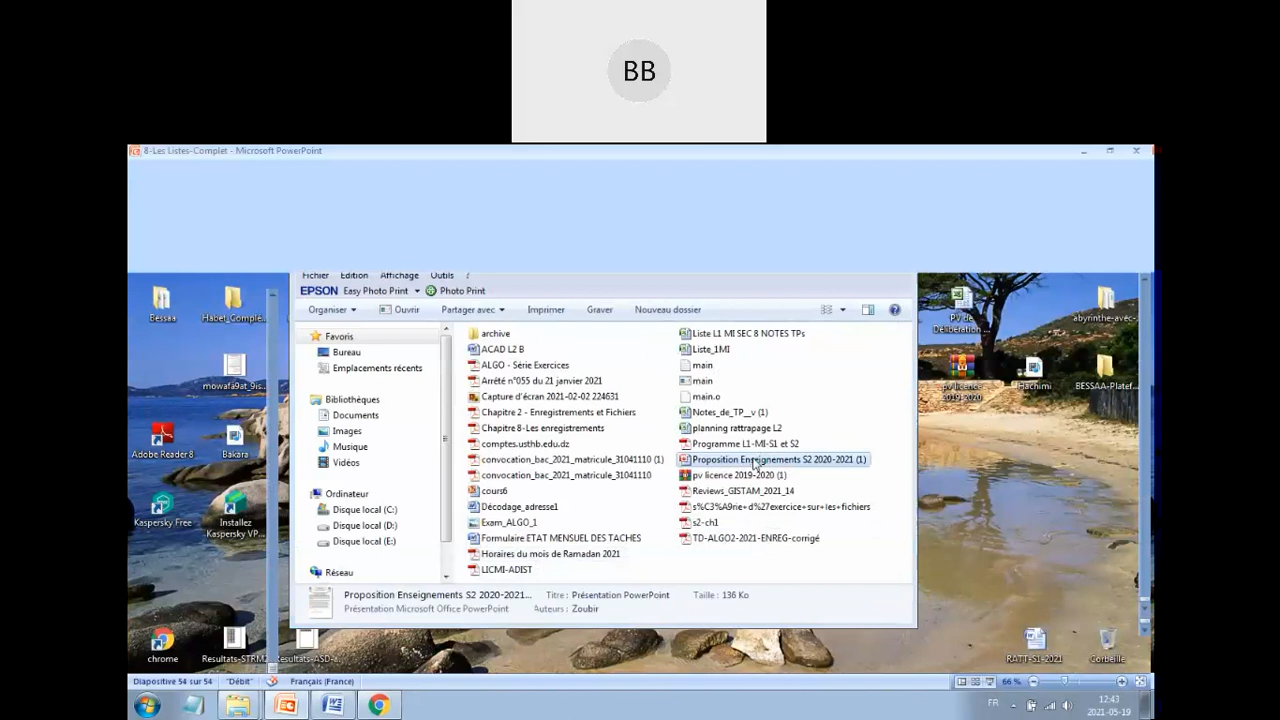 BB
8-Les Listes-Complet - Microsoft PowerPoint
Fichier Edition Affichage Outils ?
EPSON Easy Photo Print Photo Print
Organiser Ouvrir Partager avec Imprimer Graver Nouveau dossier
Favoris
Bureau
Emplacements récents
Bibliothèques
Documents
Images
Musique
Vidéos
Ordinateur
Disque local (C:)
Disque local (D:)
Disque local (E:)
Réseau
archive
ACAD L2 B
ALGO - Série Exercices
Arrété n°055 du 21 janvier 2021
Capture d'écran 2021-02-02 224631
Chapitre 2 - Enregistrements et Fichiers
Chapitre 8-Les enregistrements
comptes.usthb.edu.dz
convocation_bac_2021_matricule_31041110 (1)
convocation_bac_2021_matricule_31041110
cours6
Décodage_adresse1
Exam_ALGO_1
Formulaire ETAT MENSUEL DES TACHES
Horaires du mois de Ramadan 2021
LICMI-ADIST
Liste L1 MI SEC 8 NOTES TPs
Liste_1MI
main
main
main.o
Notes_de_TP__v (1)
planning rattrapage L2
Programme L1-MI-S1 et S2
Proposition Enseignements S2 2020-2021 (1)
pv licence 2019-2020 (1)
Reviews_GISTAM_2021_14
s%C3%A9rie+d%27exercice+sur+les+fichiers
s2-ch1
TD-ALGO2-2021-ENREG-corrigé
Proposition Enseignements S2 2020-2021... Titre : Présentation PowerPoint Taille : 136 Ko
Présentation Microsoft Office PowerPoint Auteurs : Zoubir
Bessaa
Habet_Comple...
mowafa9at_9is...
Adobe Reader 8
Bakara
Kaspersky Free
Installez
Kaspersky VP...
chrome
Resultats-STRM
Resultats-ASD-
PV de
Déliberation
abyrinthe-avec-
pv licence
2019-2020
Hachimi
BESSAA-Platef...
RATT-S1-2021
Corbeille
Diapositive 54 sur 54 "Débit" Français (France) 66 %
FR
12:43
2021-05-19